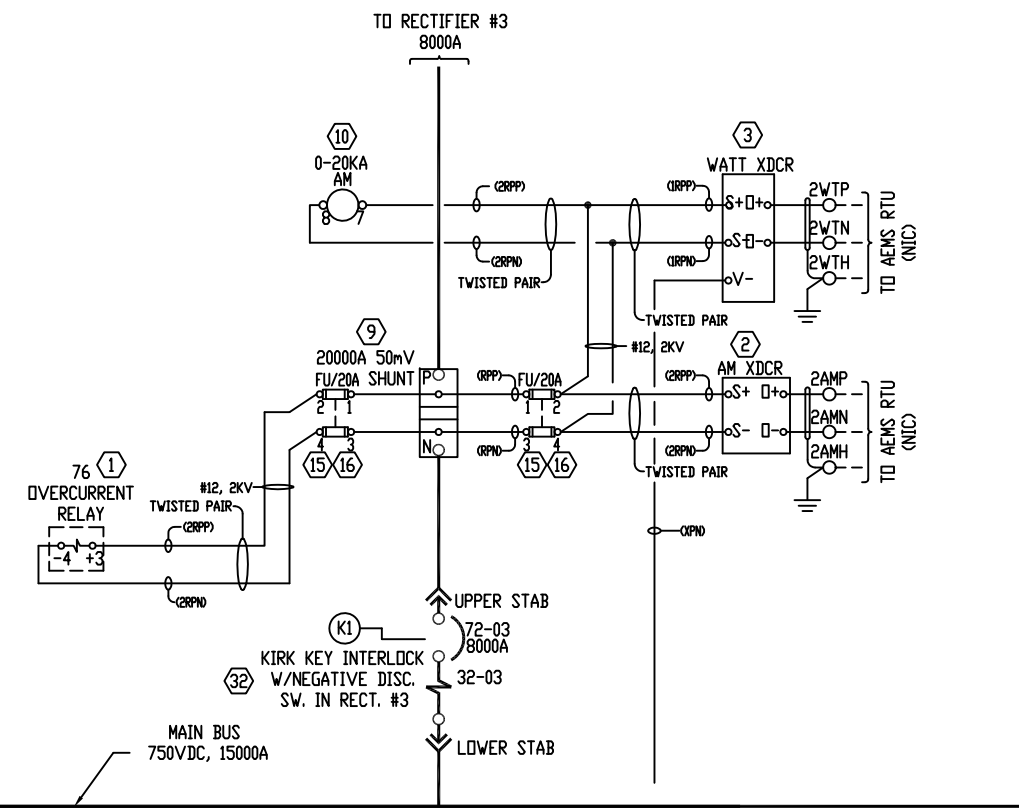 TO RECTIFIER #3
8000A
10
0-20KA
AM
8 7
(2RPP)
(2RPN)
TWISTED PAIR
(1RPP)
(1RPN)
3
WATT XDCR
S+ O+
S- O-
V-
2WTP
2WTN
2WTH
TO AEMS RTU
(NIC)
TWISTED PAIR
#12, 2KV
9
20000A 50mV
SHUNT
FU/20A
2 1
4 3
15 16
P
N
(RPP)
(RPN)
FU/20A
1 2
3 4
15 16
(2RPP)
(2RPN)
TWISTED PAIR
2
AM XDCR
S+ O+
S- O-
2AMP
2AMN
2AMH
TO AEMS RTU
(NIC)
76 1
OVERCURRENT
RELAY
-4 +3
#12, 2KV
TWISTED PAIR
(2RPP)
(2RPN)
(XPN)
UPPER STAB
K1
72-03
8000A
32
KIRK KEY INTERLOCK
W/NEGATIVE DISC.
SW. IN RECT. #3
32-03
LOWER STAB
MAIN BUS
750VDC, 15000A